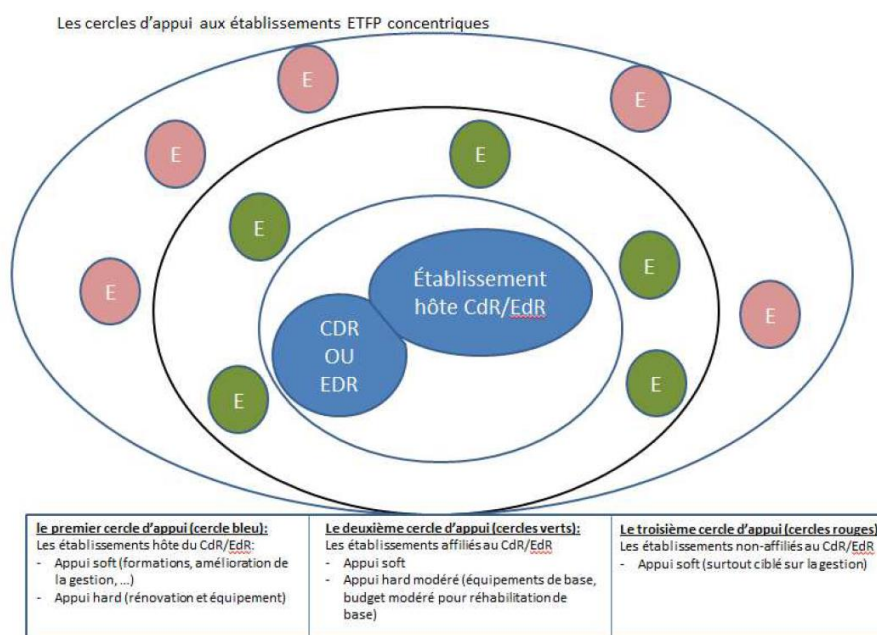 Les cercles d'appui aux établissements ETFP concentriques
E
E
E
E
E
E
E
E
Établissement
hôte CdR/EdR
E
CDR
OU
EDR
E
E
le premier cercle d'appui (cercle bleu):
Les établissements hôte du CdR/EdR:
- Appui soft (formations, amélioration de
la gestion, ...)
- Appui hard (rénovation et équipement)
Le deuxième cercle d'appui (cercles verts):
Les établissements affiliés au CdR/EdR
- Appui soft
- Appui hard modéré (équipements de base,
budget modéré pour réhabilitation de
base)
Le troisième cercle d'appui (cercles rouges)
Les établissements non-affiliés au CdR/EdR
- Appui soft (surtout ciblé sur la gestion)